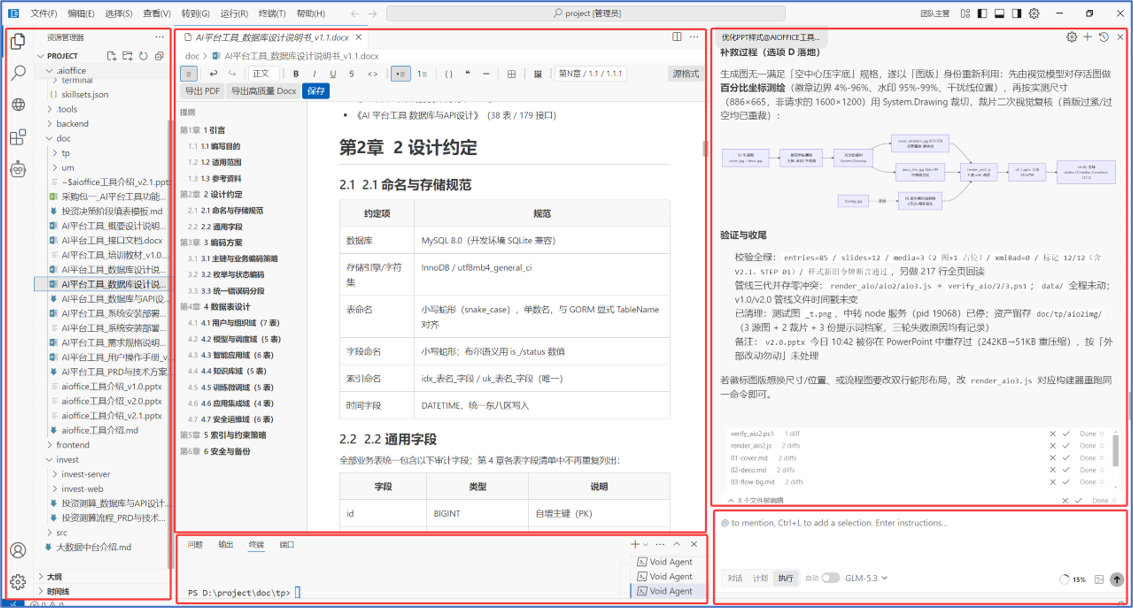 文件(F) 编辑(E) 选择(S) 查看(V) 转到(G) 运行(R) 终端(T) 帮助(H)
project [管理员]
团队主管
资源管理器
PROJECT
.aioffice
terminal
skillsets.json
.tools
backend
doc
tp
um
~$aioffice工具介绍_v2.1.pp...
采购包一_AI平台工具功能...
投资决策阶段填表模板.md
AI平台工具_概要设计说明...
AI平台工具_接口文档.docx
AI平台工具_培训教材_v1.0...
AI平台工具_数据库设计说...
AI平台工具_数据库设计说...
AI平台工具_数据库与API设...
AI平台工具_系统安装部署...
AI平台工具_系统安装部署...
AI平台工具_需求规格说明...
AI平台工具_用户操作手册_v...
AI平台工具_PRD与技术方案...
aioffice工具介绍_v1.0.pptx
aioffice工具介绍_v2.0.pptx
aioffice工具介绍_v2.1.pptx
aioffice工具介绍.md
frontend
invest
invest-server
invest-web
投资测算_数据库与API设计...
投资测算流程_PRD与技术...
src
大数据中台介绍.md
大纲
时间线
AI平台工具_数据库设计说明书_v1.1.docx
doc > AI平台工具_数据库设计说明书_v1.1.docx
正文 B I U S <> 1≡ {} 第N章 / 1.1 / 1.1.1 源格式
导出 PDF 导出高质量 Docx 保存
提纲
第1章 1 引言
1.1 1.1 编写目的
1.2 1.2 适用范围
1.3 1.3 参考资料
第2章 2 设计约定
2.1 2.1 命名与存储规范
2.2 2.2 通用字段
第3章 3 编码方案
3.1 3.1 主键与业务编码策略
3.2 3.2 枚举与状态编码
3.3 3.3 统一错误码分段
第4章 4 数据表设计
4.1 4.1 用户与组织域（7 表）
4.2 4.2 模型与调度域（5 表）
4.3 4.3 智能应用域（6 表）
4.4 4.4 知识库域（5 表）
4.5 4.5 训练微调域（5 表）
4.6 4.6 应用集成域（4 表）
4.7 4.7 安全运维域（6 表）
第5章 5 索引与约束策略
第6章 6 安全与备份
• 《AI 平台工具 数据库与API设计》（38 表 / 179 接口）
第2章 2 设计约定
2.1 2.1 命名与存储规范
约定项 规范
数据库 MySQL 8.0（开发环境 SQLite 兼容）
存储引擎/字符集 InnoDB / utf8mb4_general_ci
表命名 小写蛇形（snake_case），单数名，与 GORM 显式 TableName 对齐
字段命名 小写蛇形；布尔语义用 is_/status 数值
索引命名 idx_表名_字段 / uk_表名_字段（唯一）
时间字段 DATETIME，统一东八区写入
2.2 2.2 通用字段
全部业务表统一包含以下审计字段；第 4 章各表字段清单中不再重复列出：
字段 类型 说明
id BIGINT 自增主键（PK）
问题 输出 终端 端口
PS D:\project\doc\tp>
Void Agent
Void Agent
Void Agent
优化PPT样式@AIOFFICE工具...
补救过程（选项 D 落地）
生成图无一满足「空中心压字底」规格，遂以「图版」身份重新利用：先由视觉模型对存活图做
百分比坐标测绘（徽章边界 4%-96%、水印 95%-99%、干扰线位置），再按实测尺寸
（886×665，非请求的 1600×1200）用 System.Drawing 裁切，裁片二次视觉复核（首版过紧/过
空均已重裁）：
验证与收尾
校验全绿：entries=85 / slides=12 / media=3（2 图+1 占位）/ xmlBad=0 / 标记 12/12（含
V2.1、STEP 01）/ 样式新旧令牌断言通过，另做 217 行全页回读
管线三代并存零冲突：render_aio/aio2/aio3.js + verify_aio/2/3.ps1；data/ 全程未动；
v1.0/v2.0 管线文件时间戳未变
已清理：测试图 _t.png、中转 node 服务（pid 19068）已停；资产留存 doc/tp/aio2img/
（3 源图 + 2 裁片 + 3 份提示词档案，三轮失败原因均有记录）
备注：v2.0.pptx 今日 10:42 被你在 PowerPoint 中重存过（242KB→51KB 重压缩），按「外
部改动勿动」未处理
若徽标图版想换尺寸/位置、或流程图要改双行蛇形布局，改 render_aio3.js 对应构建器重跑同
一命令即可。
verify_aio2.ps1 1 diff Done
render_aio2.js 2 diffs Done
01-cover.md 2 diffs Done
02-deco.md 2 diffs Done
03-flow-bg.md 2 diffs Done
8 个文件被编辑 Done
@ to mention, Ctrl+L to add a selection. Enter instructions...
对话 计划 执行 自动 GLM-5.3
15%